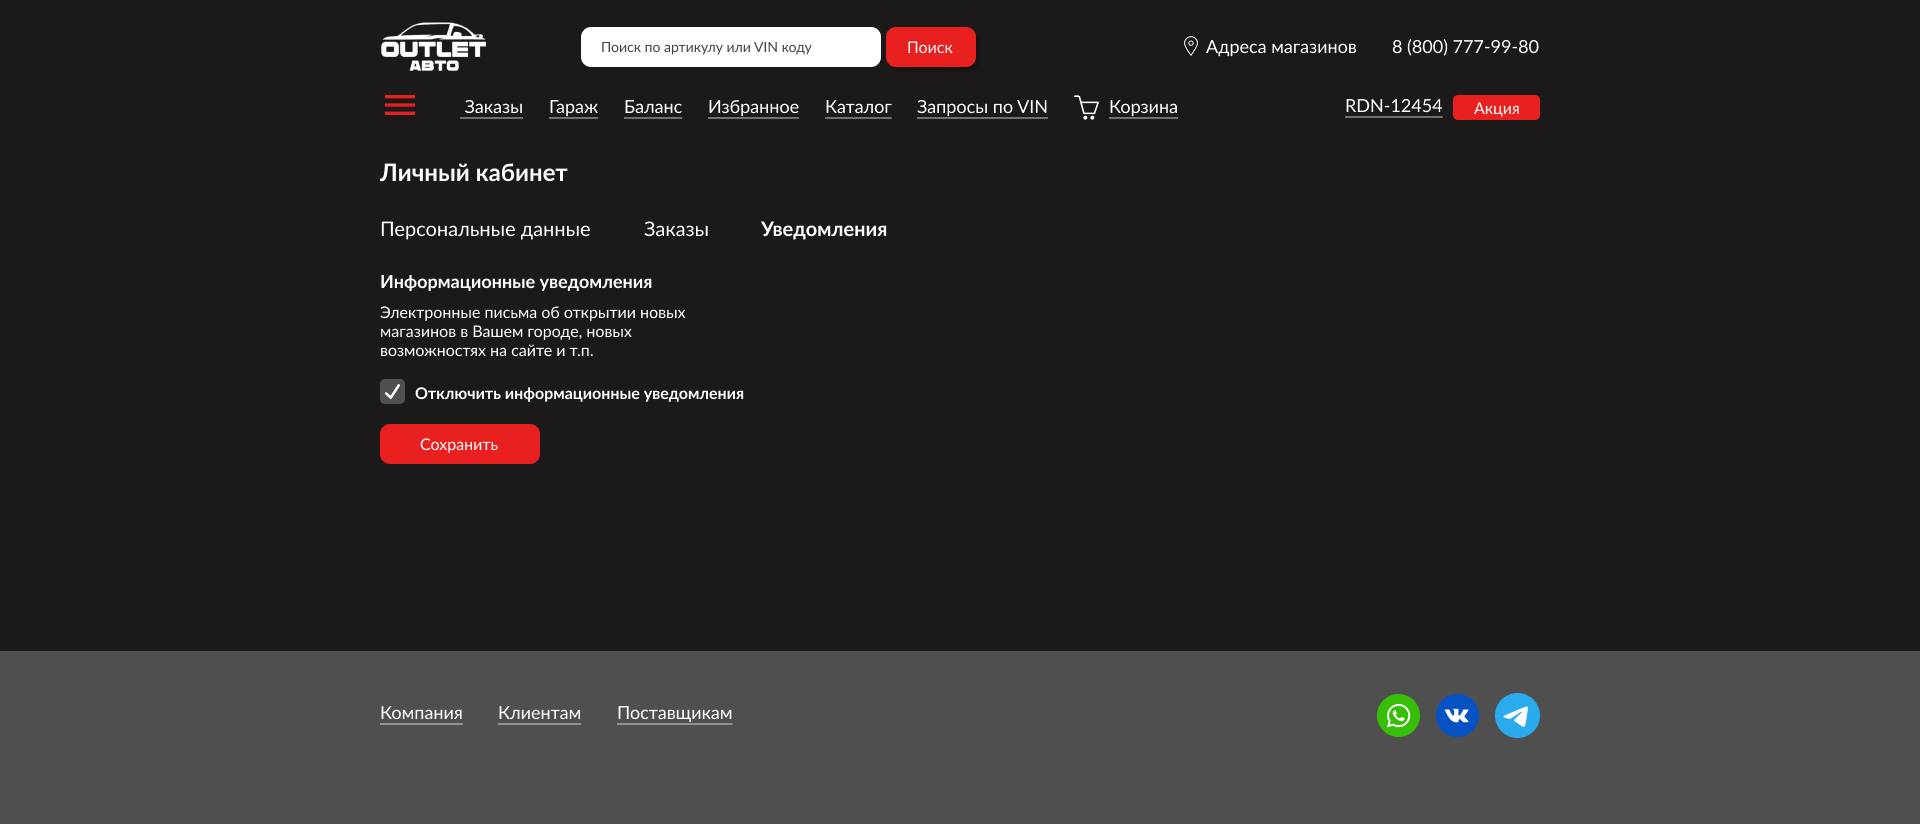 OUTLET
АВТО
Поиск по артикулу или VIN коду
Поиск
Адреса магазинов
8 (800) 777-99-80
Заказы
Гараж
Баланс
Избранное
Каталог
Запросы по VIN
Корзина
RDN-12454
Акция
Личный кабинет
Персональные данные
Заказы
Уведомления
Информационные уведомления
Электронные письма об открытии новых
магазинов в Вашем городе, новых
возможностях на сайте и т.п.
Отключить информационные уведомления
Сохранить
Компания
Клиентам
Поставщикам